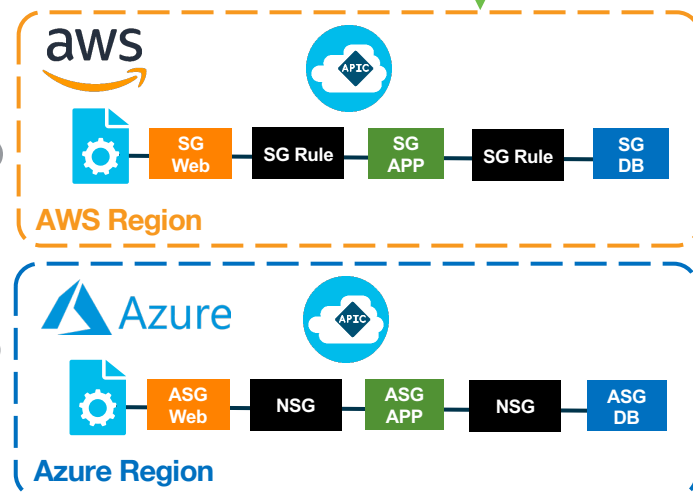 aws
APIC
SG
Web
SG Rule
SG
APP
SG Rule
SG
DB
AWS Region
Azure
APIC
ASG
Web
NSG
ASG
APP
NSG
ASG
DB
Azure Region